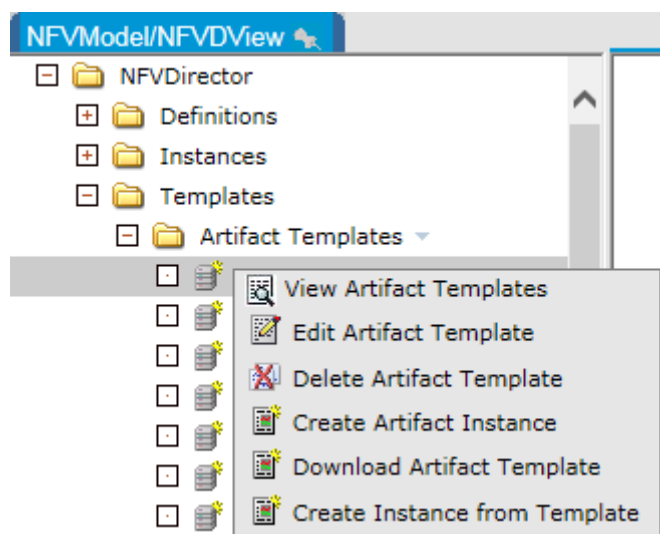 NFVModel/NFVDView
NFVDirector
Definitions
Instances
Templates
Artifact Templates
View Artifact Templates
Edit Artifact Template
Delete Artifact Template
Create Artifact Instance
Download Artifact Template
Create Instance from Template